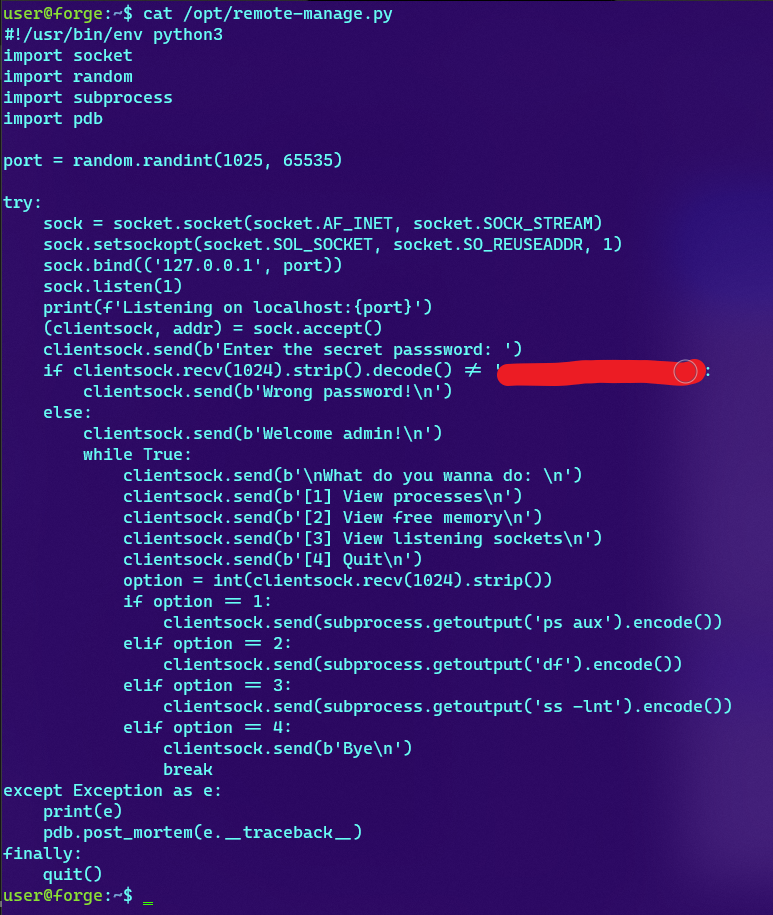 user@forge:~$ cat /opt/remote-manage.py
#!/usr/bin/env python3
import socket
import random
import subprocess
import pdb

port = random.randint(1025, 65535)

try:
    sock = socket.socket(socket.AF_INET, socket.SOCK_STREAM)
    sock.setsockopt(socket.SOL_SOCKET, socket.SO_REUSEADDR, 1)
    sock.bind(('127.0.0.1', port))
    sock.listen(1)
    print(f'Listening on localhost:{port}')
    (clientsock, addr) = sock.accept()
    clientsock.send(b'Enter the secret passsword: ')
    if clientsock.recv(1024).strip().decode() != ':
        clientsock.send(b'Wrong password!\n')
    else:
        clientsock.send(b'Welcome admin!\n')
        while True:
            clientsock.send(b'\nWhat do you wanna do: \n')
            clientsock.send(b'[1] View processes\n')
            clientsock.send(b'[2] View free memory\n')
            clientsock.send(b'[3] View listening sockets\n')
            clientsock.send(b'[4] Quit\n')
            option = int(clientsock.recv(1024).strip())
            if option == 1:
                clientsock.send(subprocess.getoutput('ps aux').encode())
            elif option == 2:
                clientsock.send(subprocess.getoutput('df').encode())
            elif option == 3:
                clientsock.send(subprocess.getoutput('ss -lnt').encode())
            elif option == 4:
                clientsock.send(b'Bye\n')
                break
except Exception as e:
    print(e)
    pdb.post_mortem(e.__traceback__)
finally:
    quit()
user@forge:~$